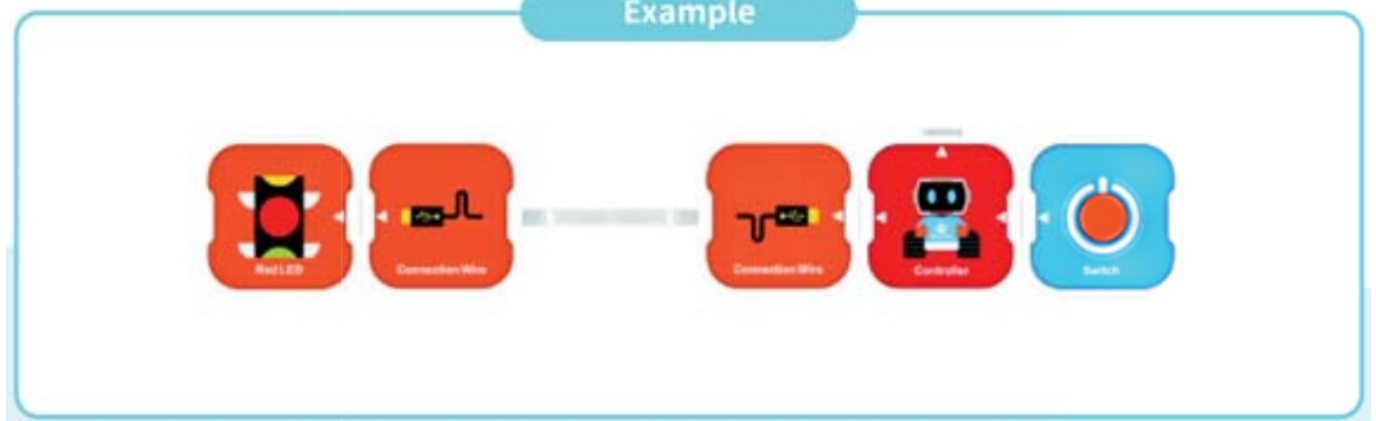 Example
Red LED
Connection Wire
Connection Wire
Controller
Switch